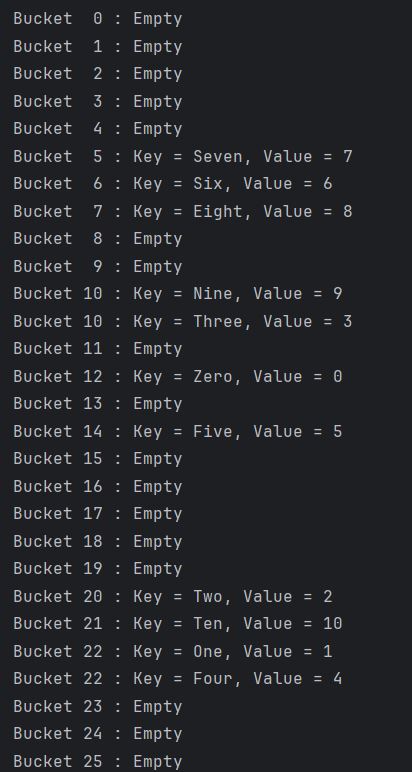 Bucket  0 : Empty
Bucket  1 : Empty
Bucket  2 : Empty
Bucket  3 : Empty
Bucket  4 : Empty
Bucket  5 : Key = Seven, Value = 7
Bucket  6 : Key = Six, Value = 6
Bucket  7 : Key = Eight, Value = 8
Bucket  8 : Empty
Bucket  9 : Empty
Bucket 10 : Key = Nine, Value = 9
Bucket 10 : Key = Three, Value = 3
Bucket 11 : Empty
Bucket 12 : Key = Zero, Value = 0
Bucket 13 : Empty
Bucket 14 : Key = Five, Value = 5
Bucket 15 : Empty
Bucket 16 : Empty
Bucket 17 : Empty
Bucket 18 : Empty
Bucket 19 : Empty
Bucket 20 : Key = Two, Value = 2
Bucket 21 : Key = Ten, Value = 10
Bucket 22 : Key = One, Value = 1
Bucket 22 : Key = Four, Value = 4
Bucket 23 : Empty
Bucket 24 : Empty
Bucket 25 : Empty